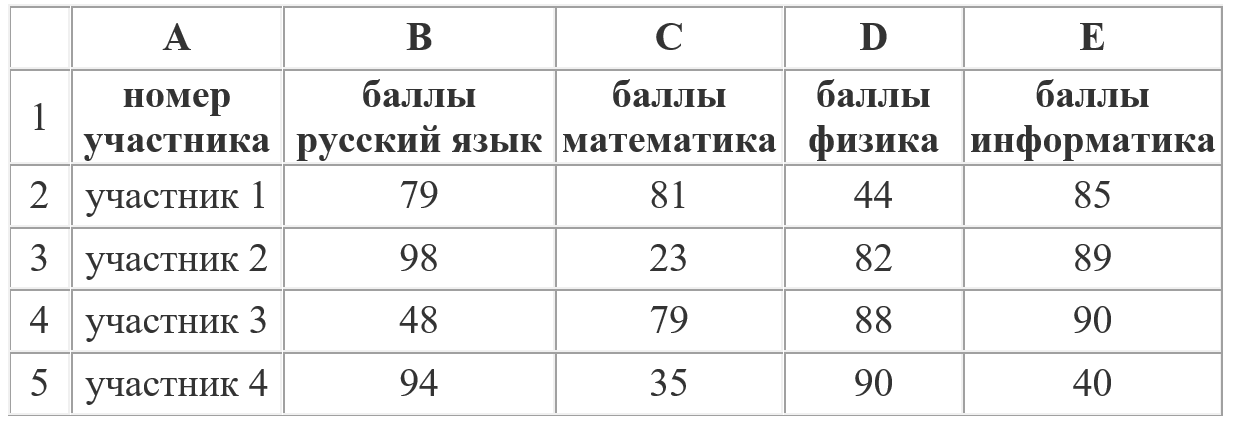 A B C D E
1 номер участника баллы русский язык баллы математика баллы физика баллы информатика
2 участник 1 79 81 44 85
3 участник 2 98 23 82 89
4 участник 3 48 79 88 90
5 участник 4 94 35 90 40